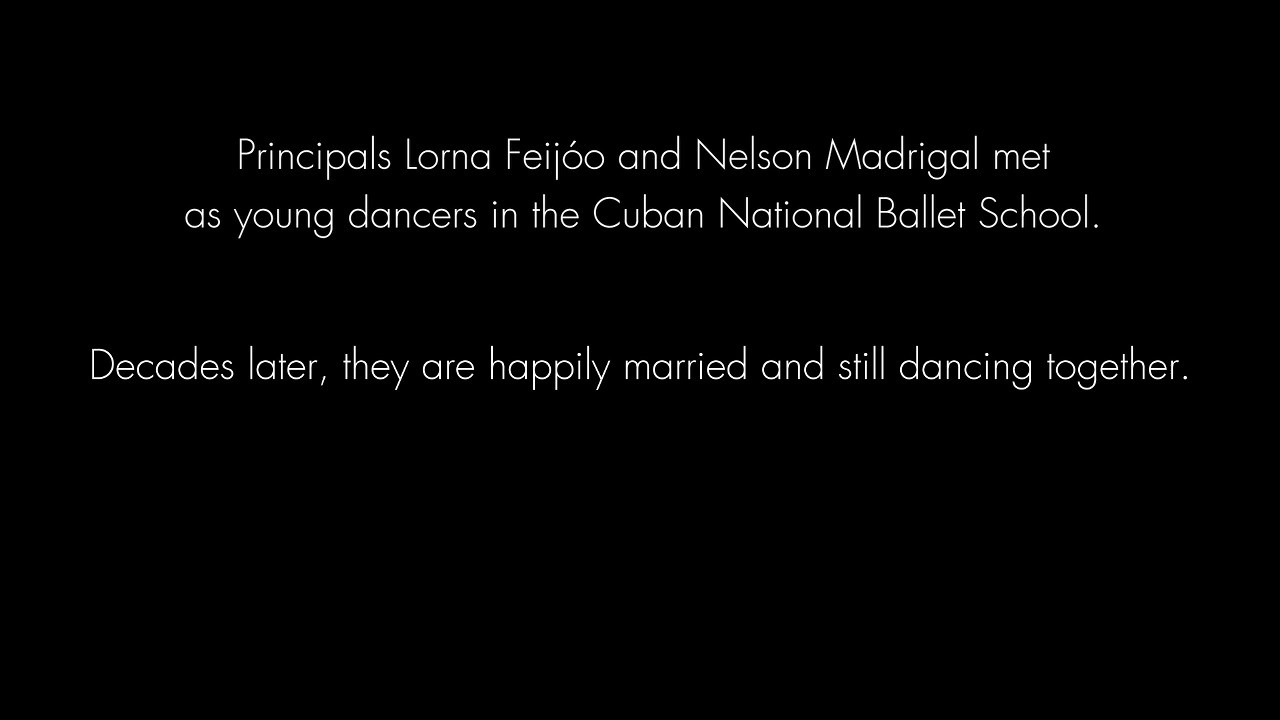 Principals Lorna Feijóo and Nelson Madrigal met
as young dancers in the Cuban National Ballet School.
Decades later, they are happily married and still dancing together.